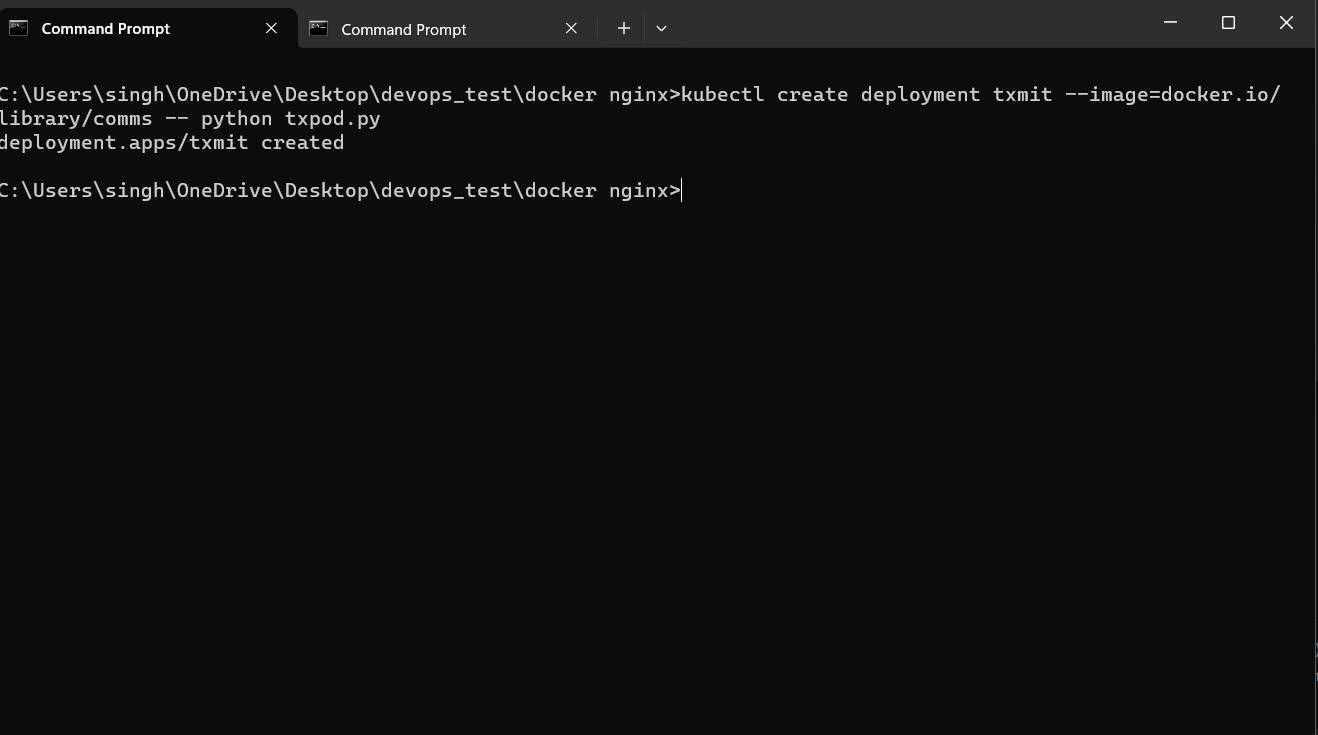 Command Prompt
Command Prompt
C:\Users\singh\OneDrive\Desktop\devops_test\docker nginx>kubectl create deployment txmit --image=docker.io/
library/comms -- python txpod.py
deployment.apps/txmit created
C:\Users\singh\OneDrive\Desktop\devops_test\docker nginx>